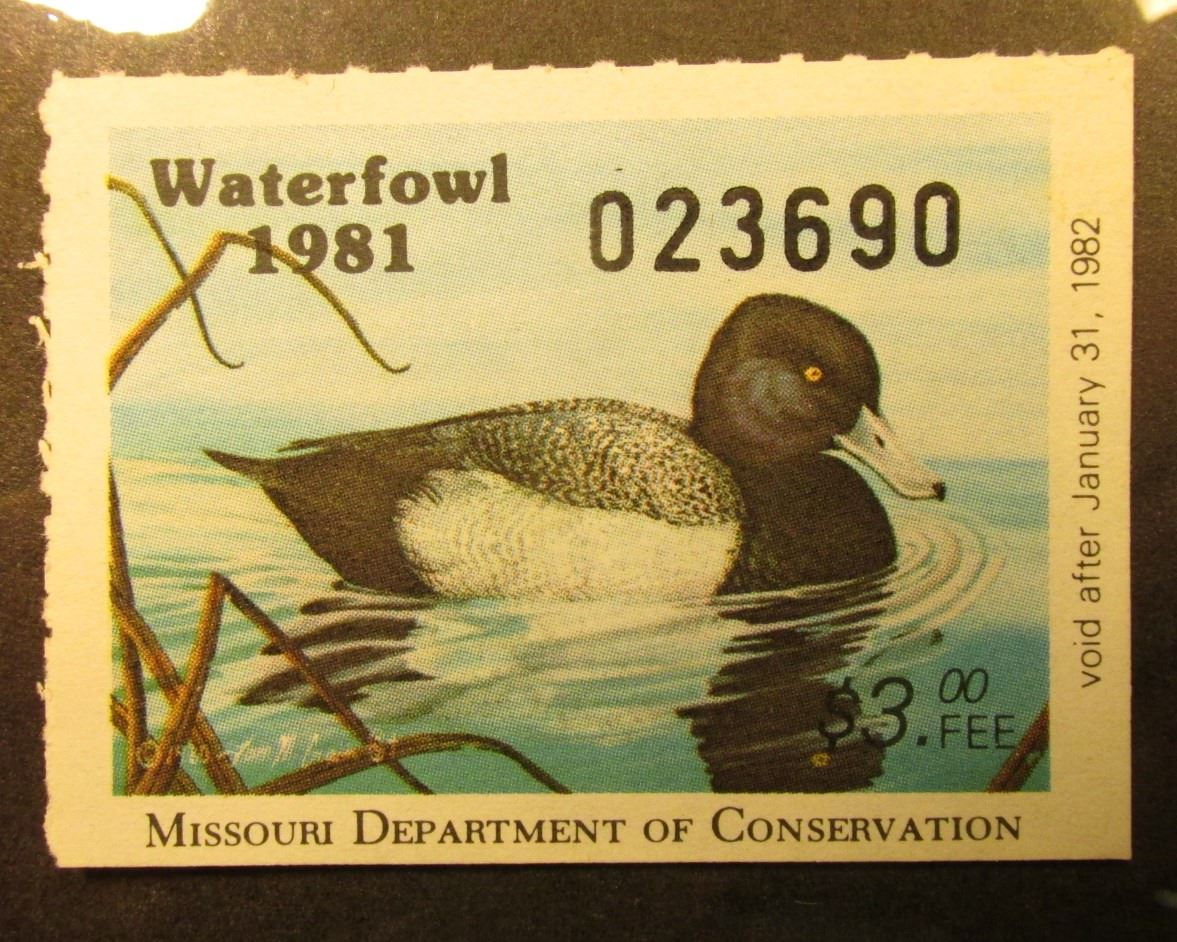 Waterfowl
1981
023690
void after January 31, 1982
$3.00
FEE
MISSOURI DEPARTMENT OF CONSERVATION